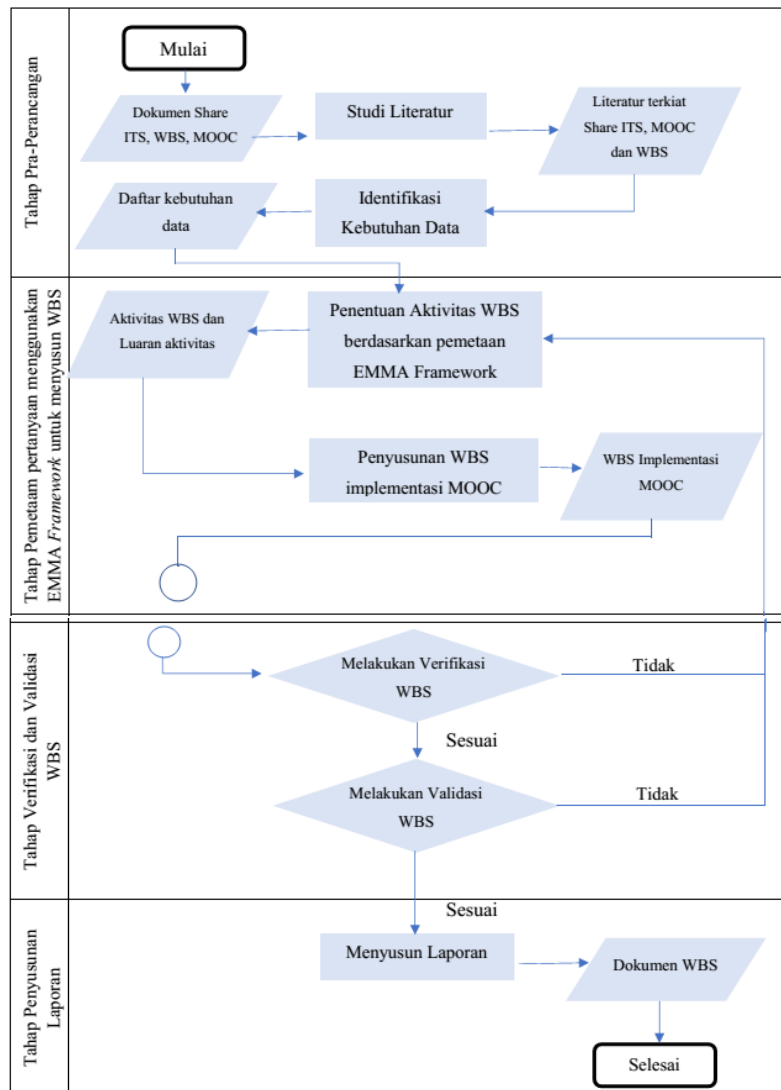 Tahap Pra-Perancangan
Mulai
Dokumen Share
ITS, WBS, MOOC
Studi Literatur
Literatur terkiat
Share ITS, MOOC
dan WBS
Daftar kebutuhan
data
Identifikasi
Kebutuhan Data
Tahap Pemetaam pertanyaan menggunakan
EMMA Framework untuk menyusun WBS
Aktivitas WBS dan
Luaran aktivitas
Penentuan Aktivitas WBS
berdasarkan pemetaan
EMMA Framework
Penyusunan WBS
implementasi MOOC
WBS Implementasi
MOOC
Tahap Verifikasi dan Validasi
WBS
Melakukan Verifikasi
WBS
Tidak
Sesuai
Melakukan Validasi
WBS
Tidak
Sesuai
Tahap Penyusunan
Laporan
Menyusun Laporan
Dokumen WBS
Selesai